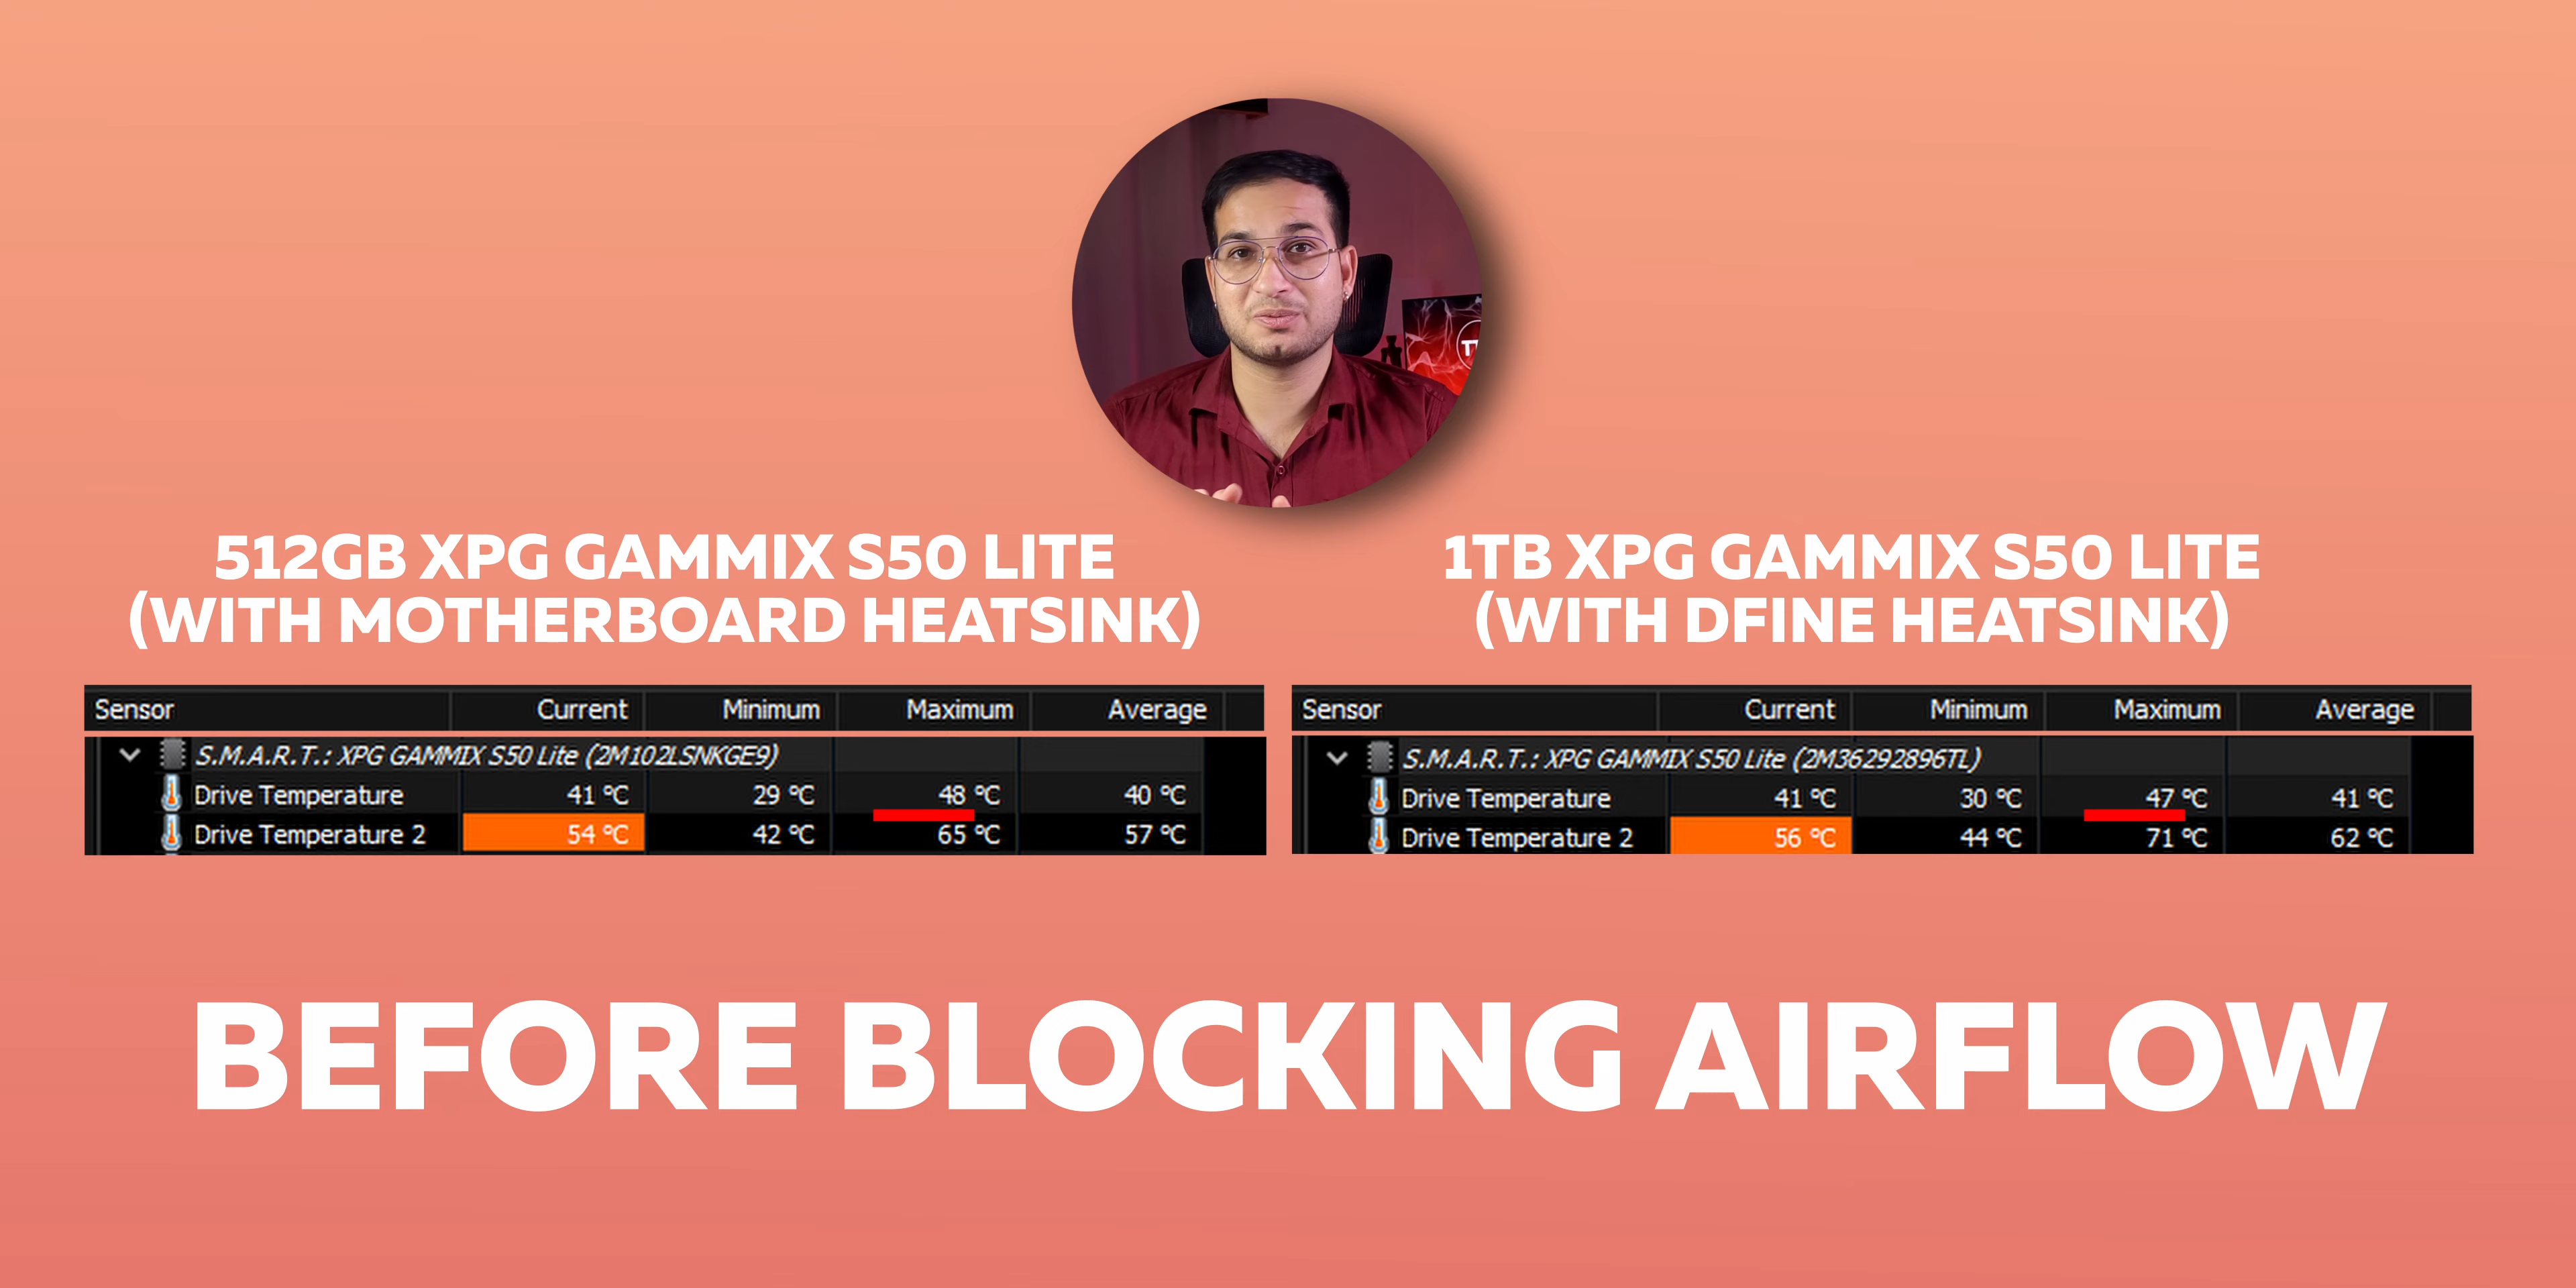 512GB XPG GAMMIX S50 LITE
(WITH MOTHERBOARD HEATSINK)
Sensor Current Minimum Maximum Average
S.M.A.R.T.: XPG GAMMIX S50 Lite (2M102LSNKGE9)
Drive Temperature 41 °C 29 °C 48 °C 40 °C
Drive Temperature 2 54 °C 42 °C 65 °C 57 °C
1TB XPG GAMMIX S50 LITE
(WITH DFINE HEATSINK)
Sensor Current Minimum Maximum Average
S.M.A.R.T.: XPG GAMMIX S50 Lite (2M36292896TL)
Drive Temperature 41 °C 30 °C 47 °C 41 °C
Drive Temperature 2 56 °C 44 °C 71 °C 62 °C
BEFORE BLOCKING AIRFLOW